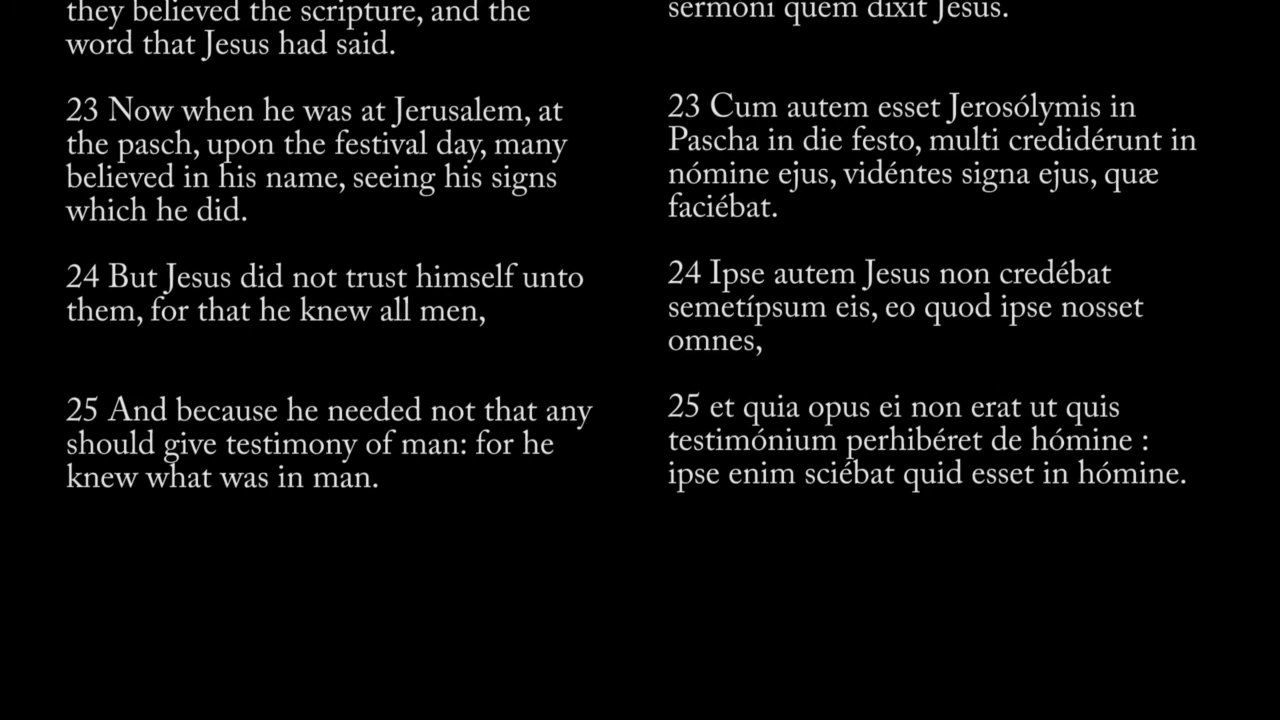 they believed the scripture, and the
word that Jesus had said.
23 Now when he was at Jerusalem, at
the pasch, upon the festival day, many
believed in his name, seeing his signs
which he did.
24 But Jesus did not trust himself unto
them, for that he knew all men,
25 And because he needed not that any
should give testimony of man: for he
knew what was in man.
sermoni quem dixit Jesus.
23 Cum autem esset Jerosólymis in
Pascha in die festo, multi credidérunt in
nómine ejus, vidéntes signa ejus, quæ
faciébat.
24 Ipse autem Jesus non credébat
semetípsum eis, eo quod ipse nosset
omnes,
25 et quia opus ei non erat ut quis
testimónium perhibéret de hómine :
ipse enim sciébat quid esset in hómine.